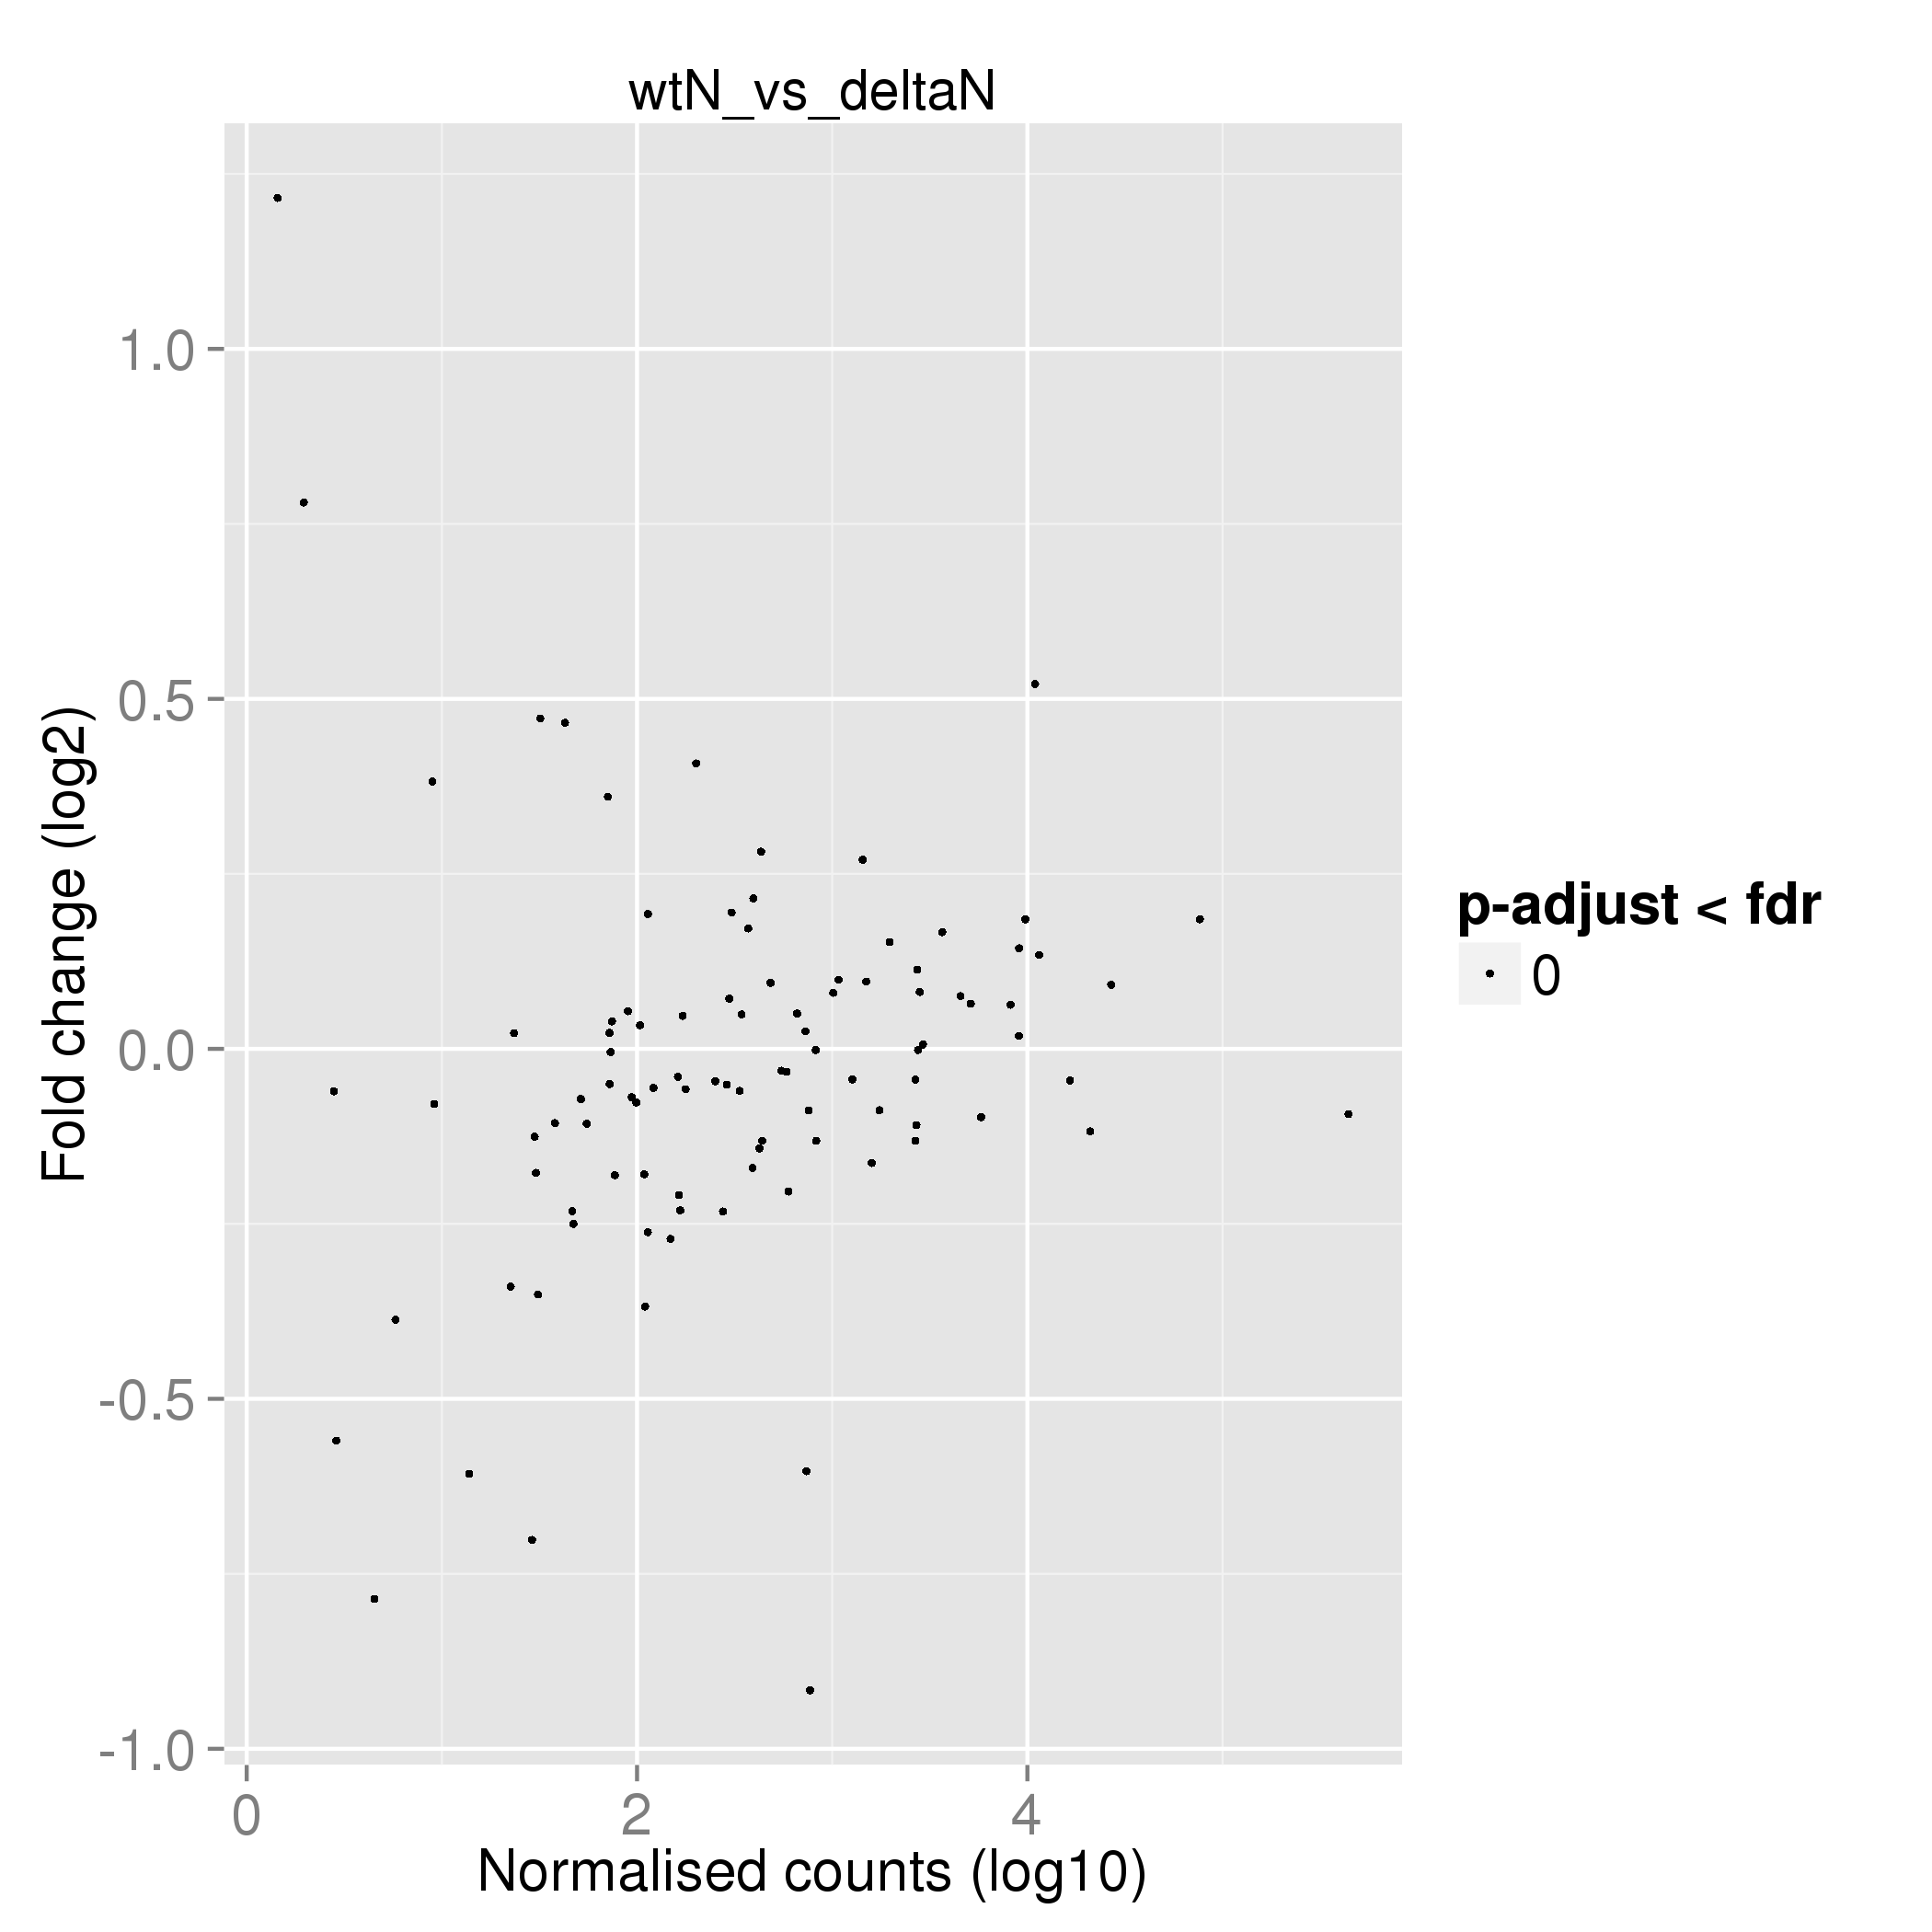 wtN_vs_deltaN
1.0
0.5
0.0
-0.5
-1.0
Fold change (log2)
0 2 4
Normalised counts (log10)
p-adjust < fdr
0